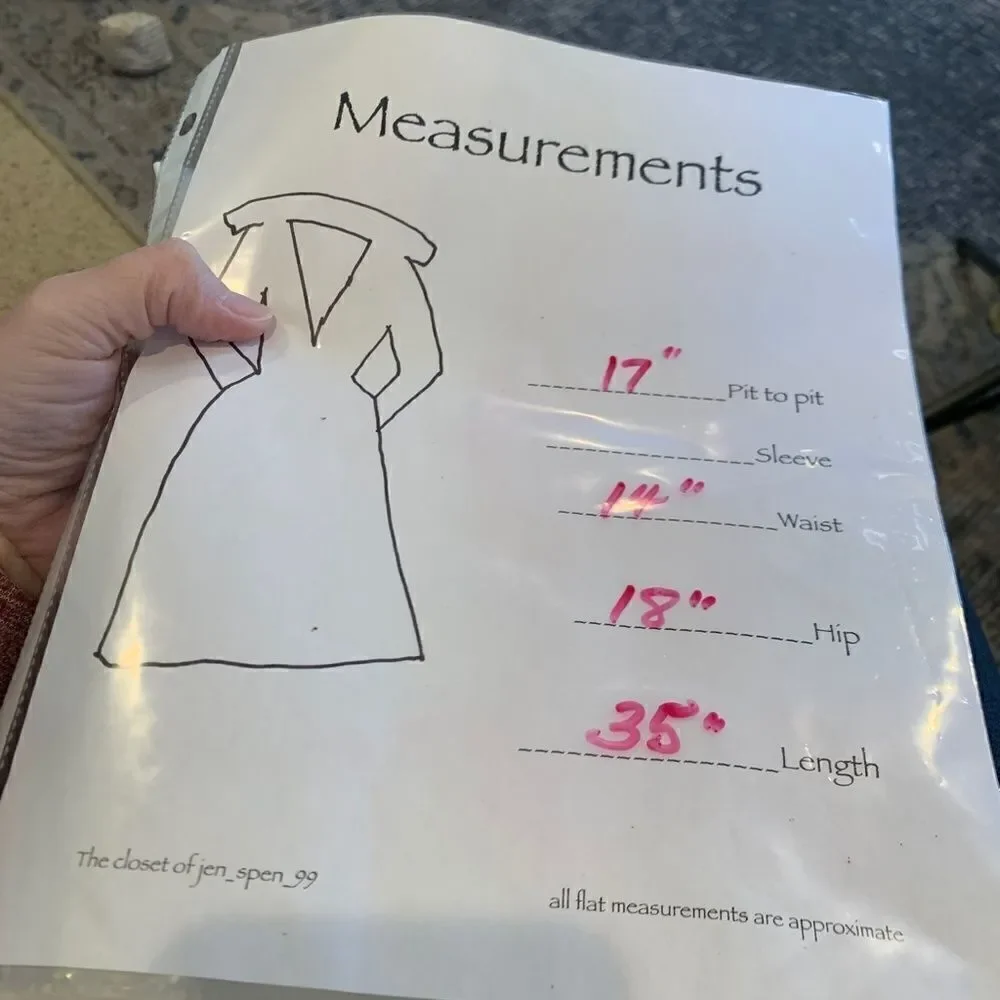 Measurements
17" Pit to pit
Sleeve
14" Waist
18" Hip
35" Length
The closet of jen_spen_99
all flat measurements are approximate